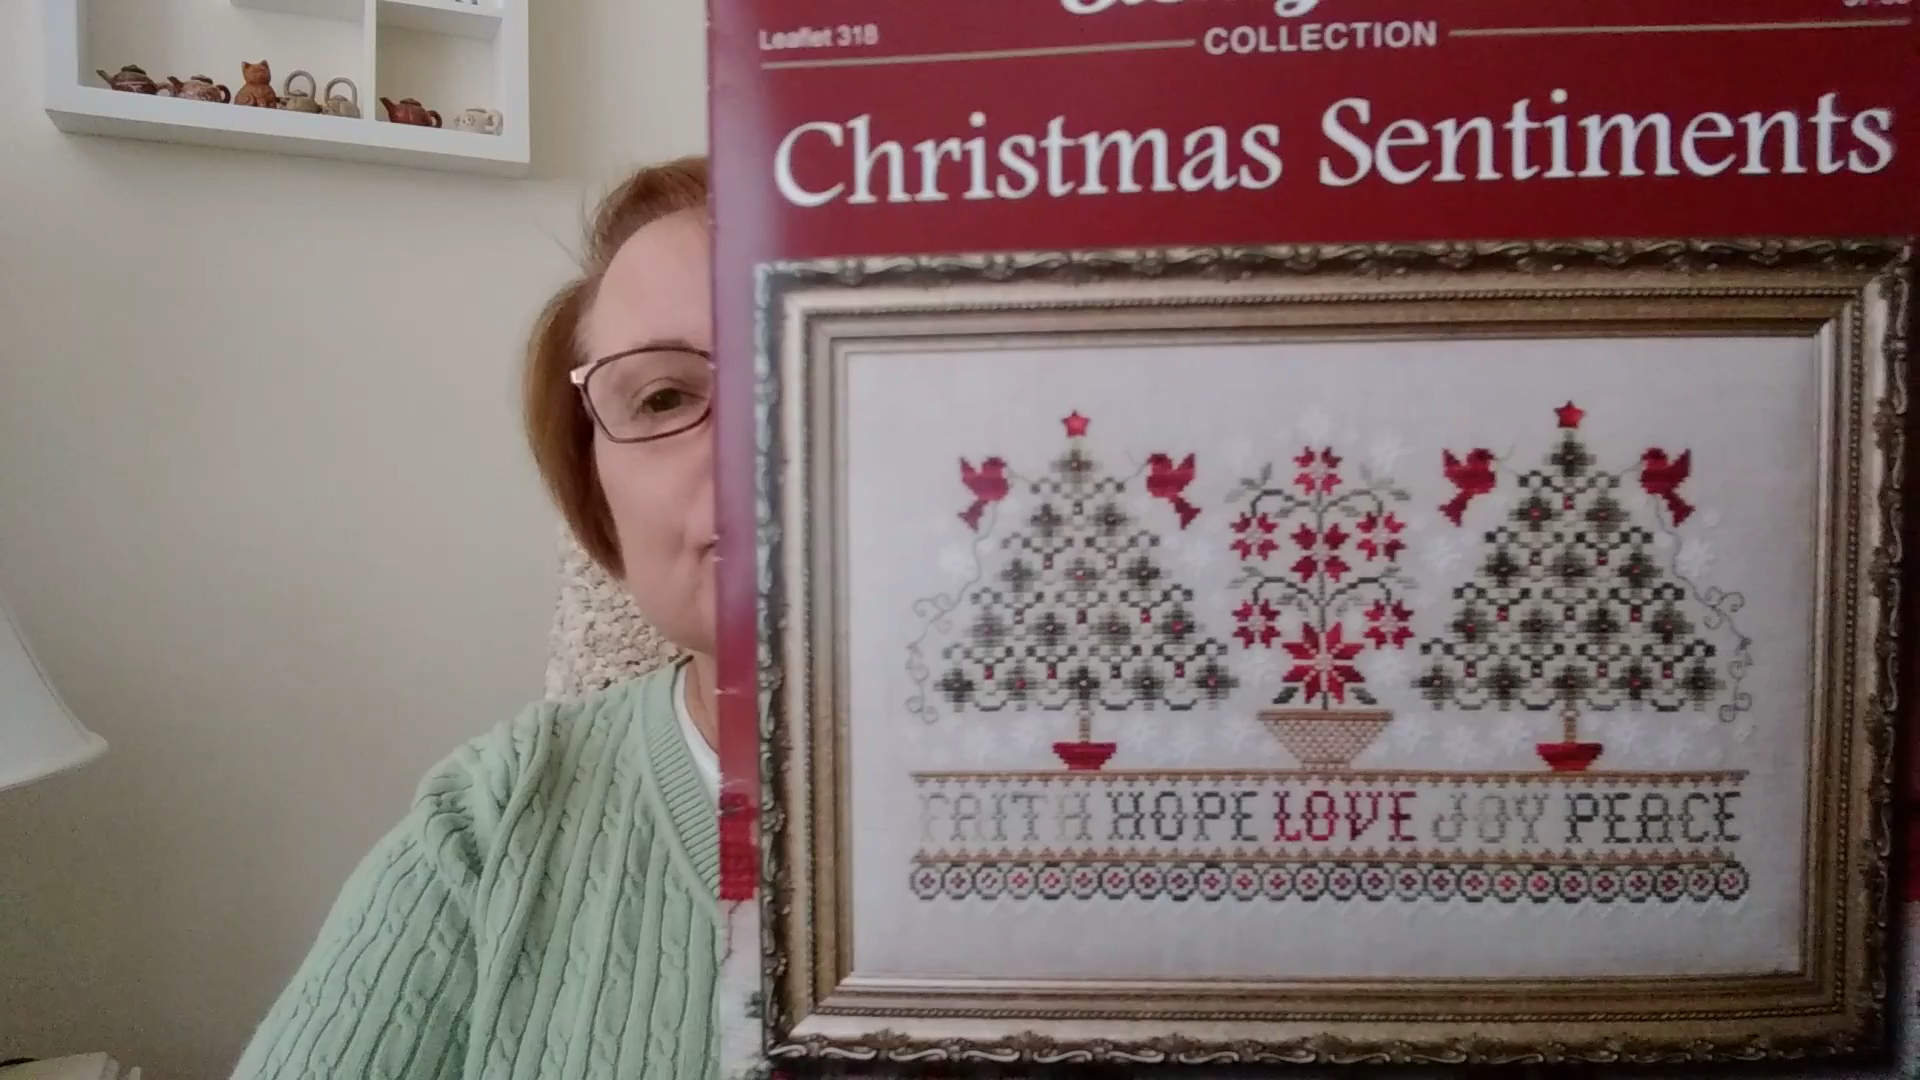 Leaflet 318
COLLECTION
Christmas Sentiments
FAITH HOPE LOVE JOY PEACE